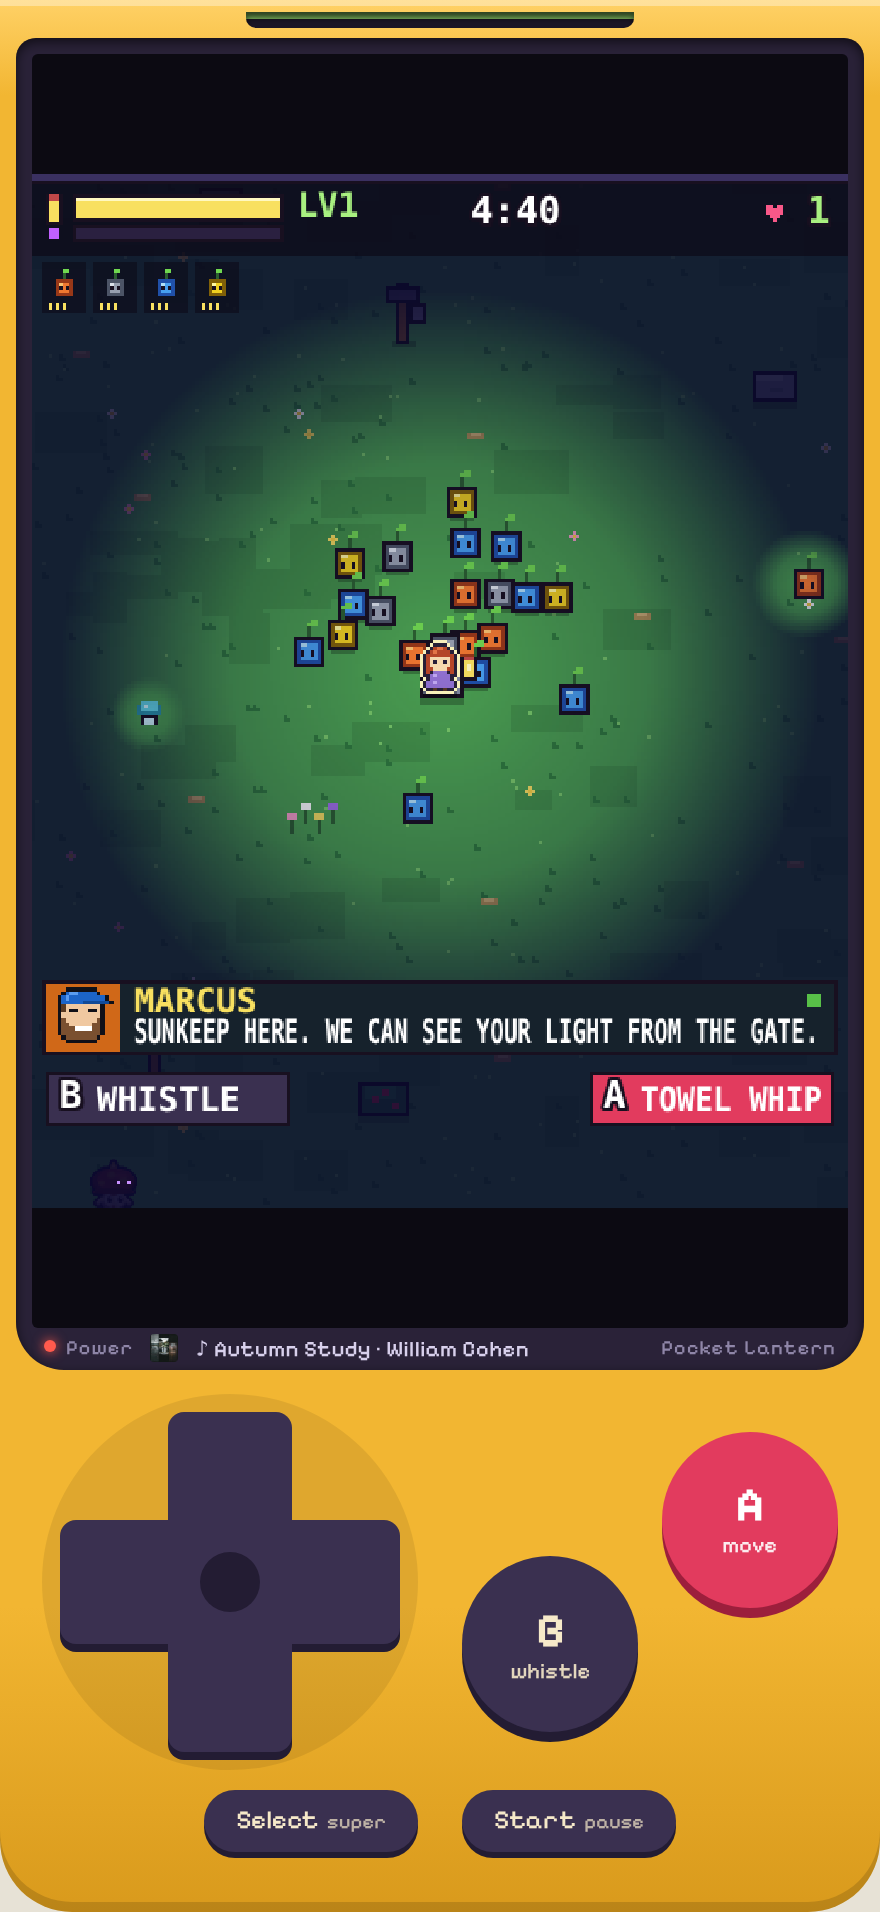 LV1
4:40
1
MARCUS
SUNKEEP HERE. WE CAN SEE YOUR LIGHT FROM THE GATE.
B WHISTLE
A TOWEL WHIP
Power
♪ Autumn Study · William Cohen
Pocket Lantern
A
move
B
whistle
Select super
Start pause